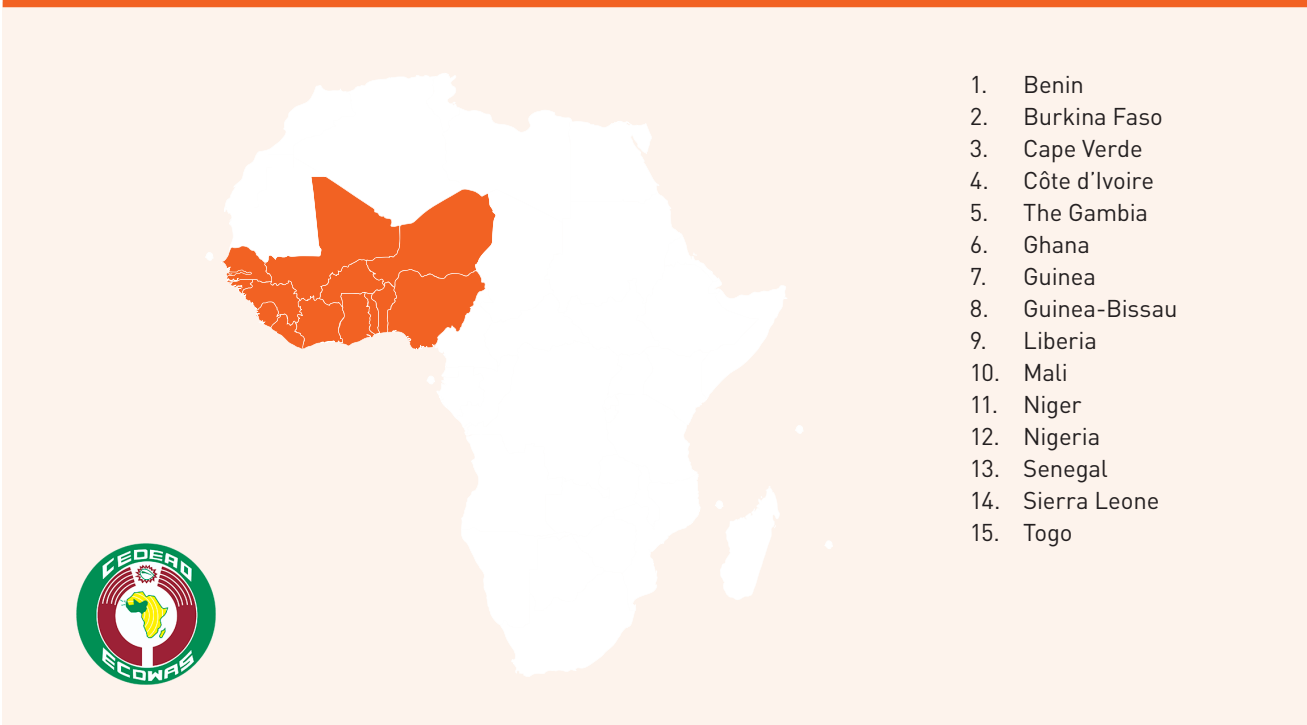 1. Benin
2. Burkina Faso
3. Cape Verde
4. Côte d’Ivoire
5. The Gambia
6. Ghana
7. Guinea
8. Guinea-Bissau
9. Liberia
10. Mali
11. Niger
12. Nigeria
13. Senegal
14. Sierra Leone
15. Togo
CEDEAO
ECOWAS